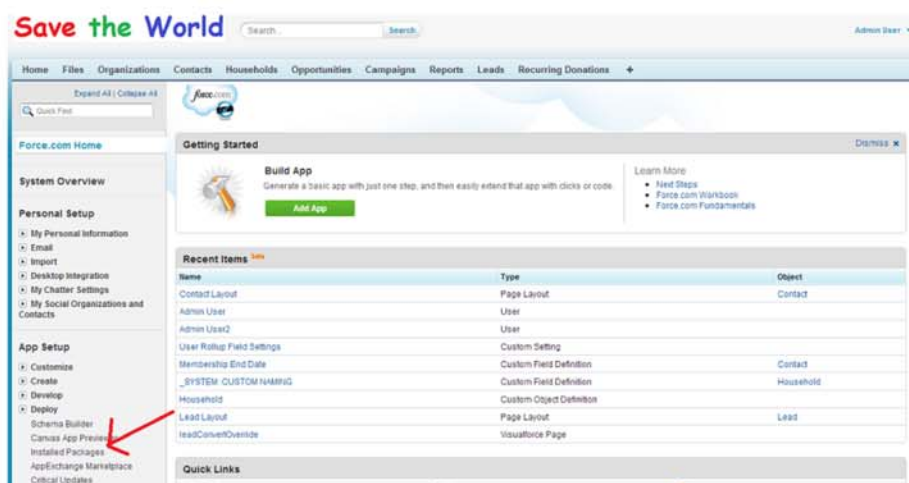 Save the World
Search...
Search
Admin User
Home Files Organizations Contacts Households Opportunities Campaigns Reports Leads Recurring Donations +
Expand All | Collapse All
Quick Find
force.com
Force.com Home
System Overview
Personal Setup
My Personal Information
Email
Import
Desktop Integration
My Chatter Settings
My Social Organizations and
Contacts
App Setup
Customize
Create
Develop
Deploy
Schema Builder
Canvas App Previewer
Installed Packages
AppExchange Marketplace
Critical Updates
Getting Started
Dismiss x
Build App
Generate a basic app with just one step, and then easily extend that app with clicks or code.
Add App
Learn More
Next Steps
Force.com Workbook
Force.com Fundamentals
Recent Items Beta
Name Type Object
Contact Layout Page Layout Contact
Admin User User
Admin User2 User
User Rollup Field Settings Custom Setting
Membership End Date Custom Field Definition Contact
_SYSTEM: CUSTOM NAMING Custom Field Definition Household
Household Custom Object Definition
Lead Layout Page Layout Lead
leadConvertOverride Visualforce Page
Quick Links